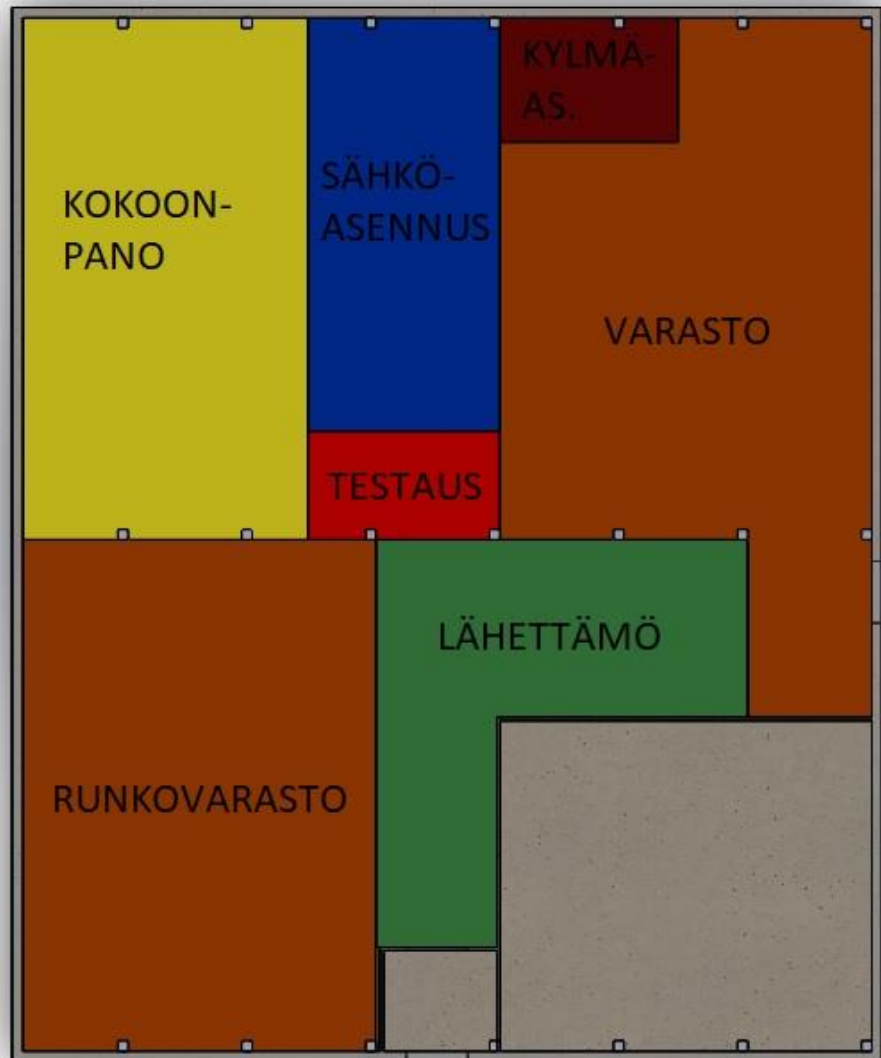 KYLMÄ-
AS.
SÄHKÖ-
ASENNUS
KOKOON-
PANO
VARASTO
TESTAUS
LÄHETTÄMÖ
RUNKOVARASTO